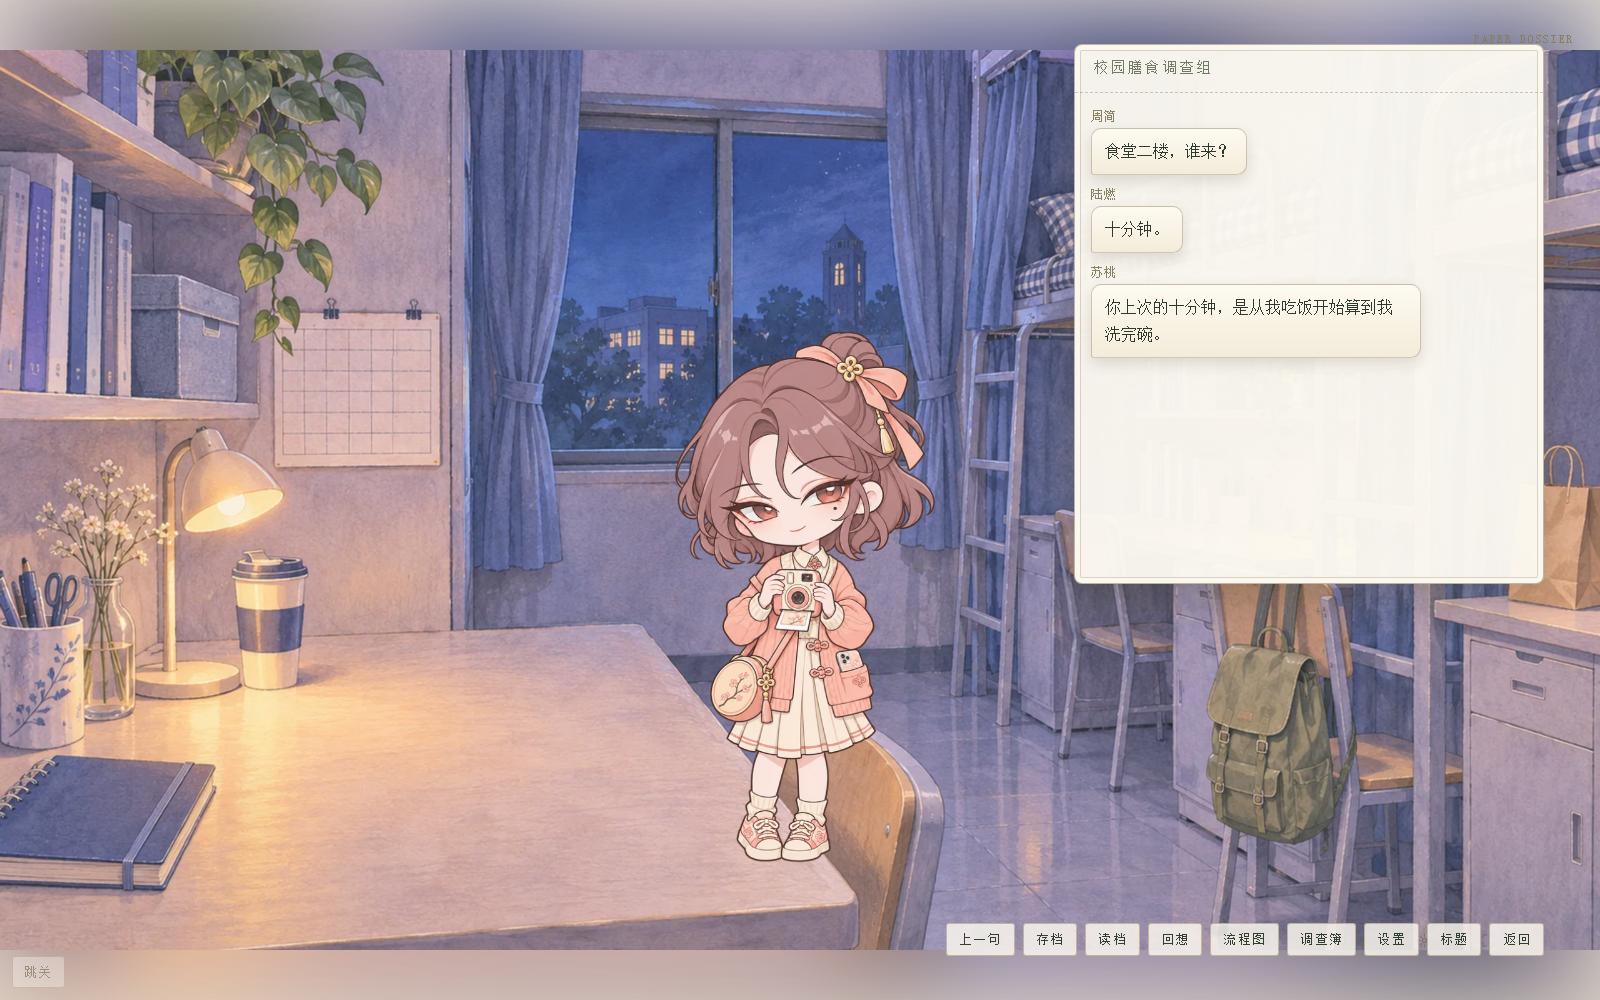 PAPER DOSSIER
校园膳食调查组
周简
食堂二楼，谁来？
陆燃
十分钟。
苏桃
你上次的十分钟，是从我吃饭开始算到我
洗完碗。
上一句 存档 读档 回想 流程图 调查簿 设置 标题 返回
跳关